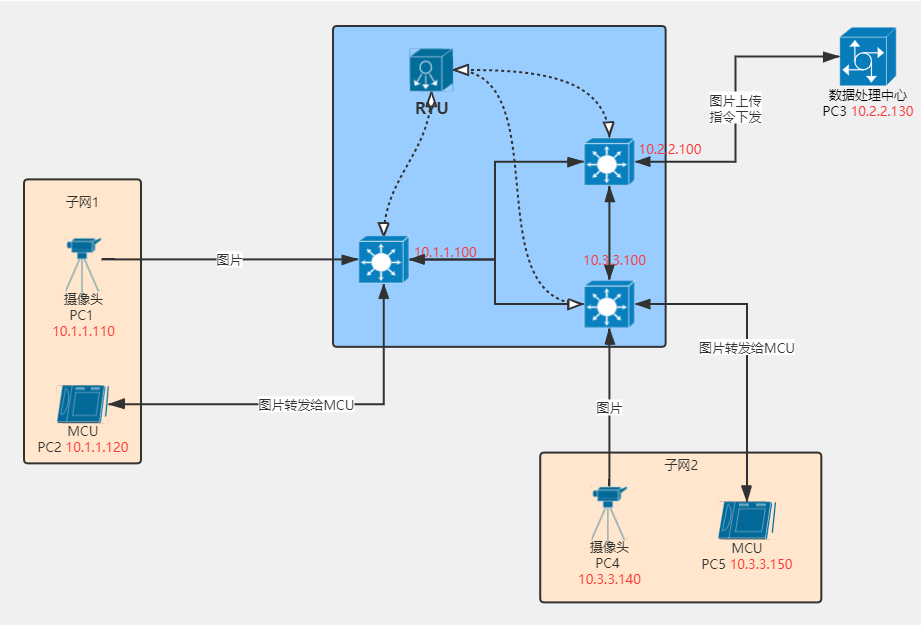 RYU
10.2.2.100
图片上传
指令下发
数据处理中心
PC3 10.2.2.130
子网1
图片
10.1.1.100
10.3.3.100
摄像头
PC1
10.1.1.110
图片转发给MCU
图片转发给MCU
MCU
PC2 10.1.1.120
图片
子网2
摄像头
PC4
10.3.3.140
MCU
PC5 10.3.3.150